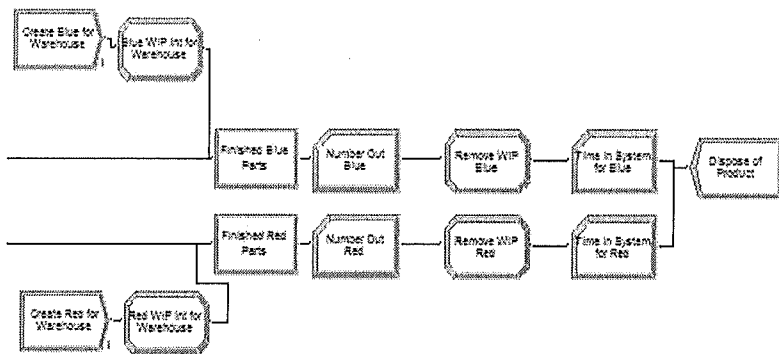 Create Blue for
Warehouse
Blue WIP Int for
Warehouse
Finished Blue
Parts
Number Out
Blue
Remove WIP
Blue
Time in System
for Blue
Dispose of
Product
Finished Red
Parts
Number Out
Red
Remove WIP
Red
Time in System
for Red
Create Red for
Warehouse
Red WIP Int for
Warehouse